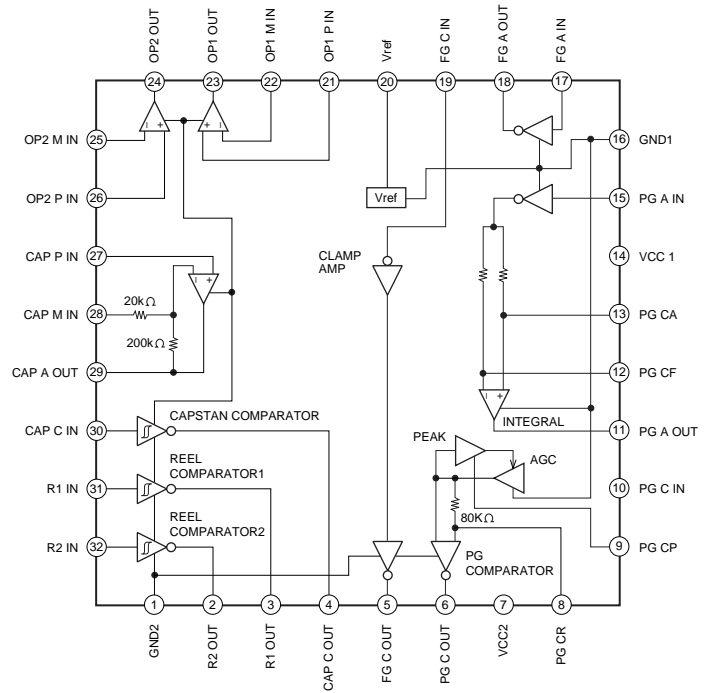 OP2 OUT
OP1 OUT
OP1 M IN
OP1 P IN
Vref
FG C IN
FG A OUT
FG A IN
24
23
22
21
20
19
18
17
OP2 M IN
25
OP2 P IN
26
CAP P IN
27
CAP M IN
28
CAP A OUT
29
CAP C IN
30
R1 IN
31
R2 IN
32
16
GND1
15
PG A IN
14
VCC 1
13
PG CA
12
PG CF
11
PG A OUT
10
PG C IN
9
PG CP
− +
+ −
Vref
CLAMP
AMP
− +
20kΩ
200kΩ
− +
INTEGRAL
CAPSTAN COMPARATOR
REEL
COMPARATOR1
REEL
COMPARATOR2
PEAK
AGC
80KΩ
PG
COMPARATOR
1
2
3
4
5
6
7
8
GND2
R2 OUT
R1 OUT
CAP C OUT
FG C OUT
PG C OUT
VCC2
PG CR